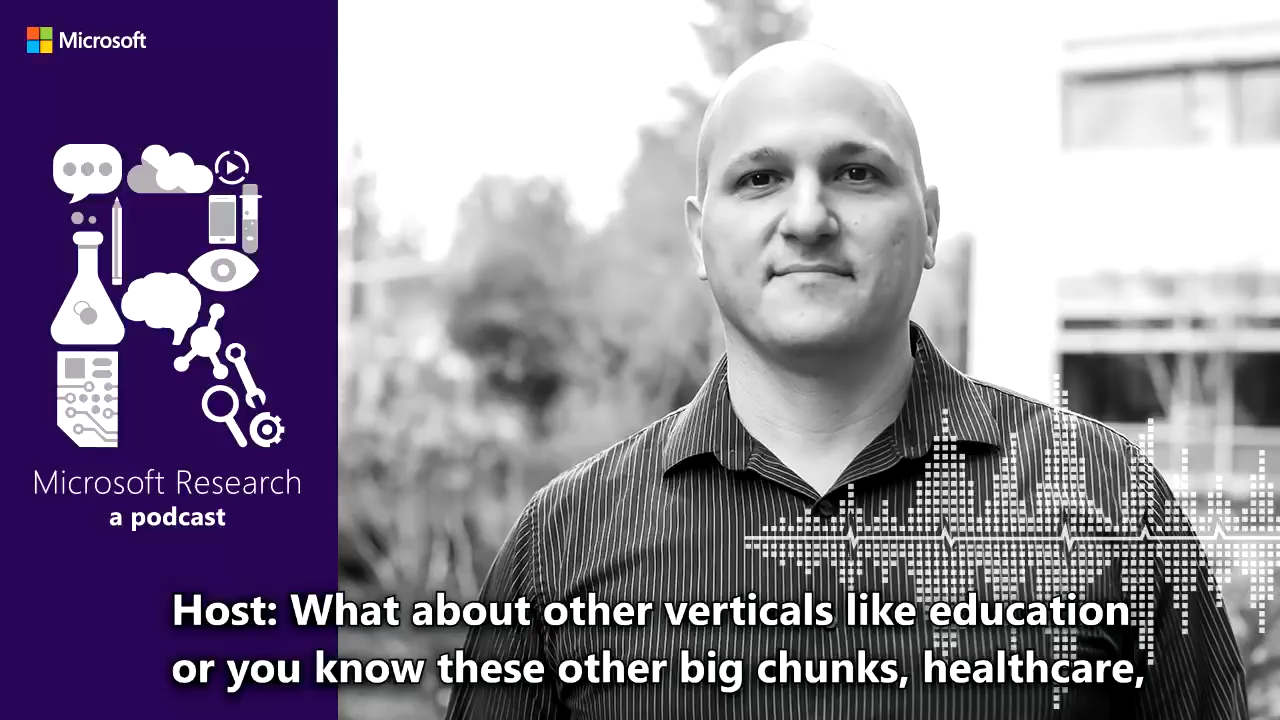 Microsoft
Microsoft Research
a podcast
Host: What about other verticals like education
or you know these other big chunks, healthcare,